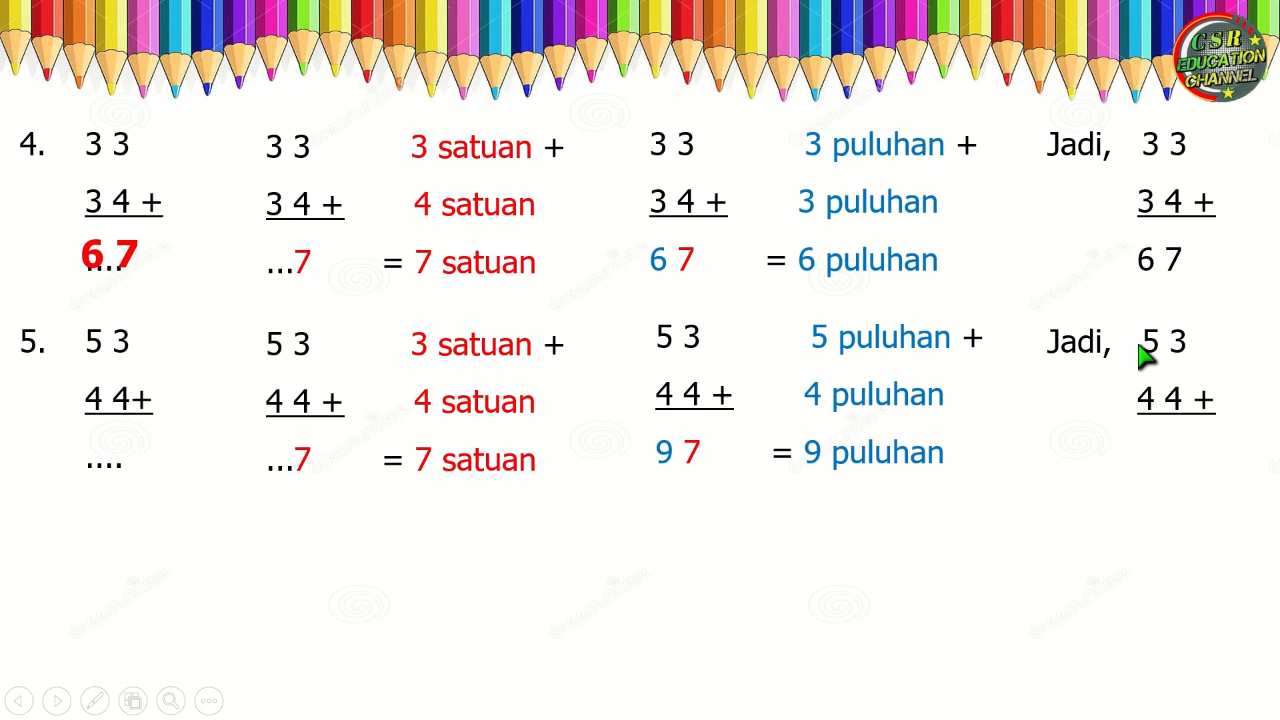 CSR
EDUCATION
CHANNEL
4. 3 3 3 3 3 satuan + 3 3 3 puluhan + Jadi, 3 3
3 4 + 3 4 + 4 satuan 3 4 + 3 puluhan 3 4 +
.... 6 7 ...7 = 7 satuan 6 7 = 6 puluhan 6 7
5. 5 3 5 3 3 satuan + 5 3 5 puluhan + Jadi, 5 3
4 4+ 4 4 + 4 satuan 4 4 + 4 puluhan 4 4 +
.... ...7 = 7 satuan 9 7 = 9 puluhan